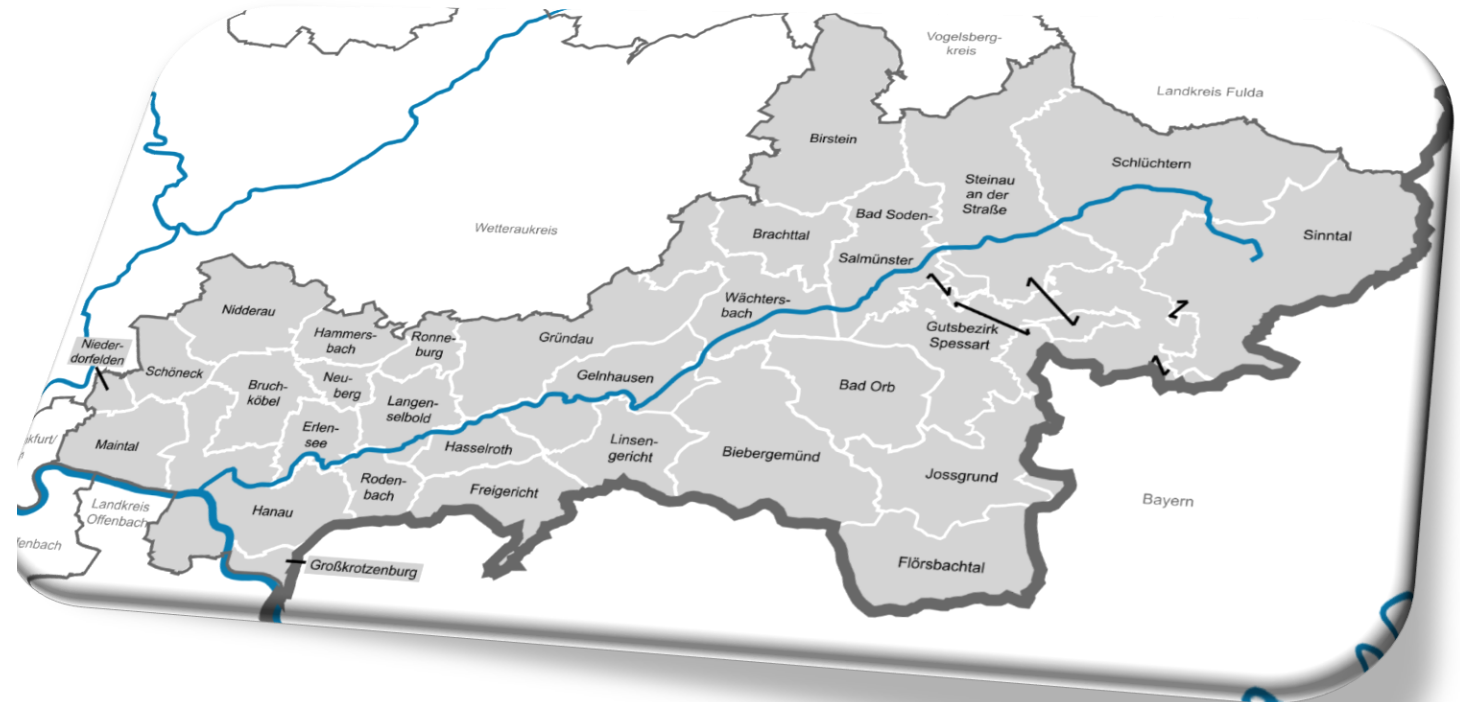 Vogelsberg-
kreis
Landkreis Fulda
Birstein
Schlüchtern
Steinau
an der
Straße
Bad Soden-
Salmünster
Sinntal
Brachttal
Wetteraukreis
Wächters-
bach
Nidderau
Hammers-
bach
Ronne-
burg
Gründau
Gutsbezirk
Spessart
Nieder-
dorfelden
Schöneck
Bruch-
köbel
Neu-
berg
Gelnhausen
Bad Orb
Langen-
selbold
Erlen-
see
Maintal
Hasselroth
Linsen-
gericht
Biebergemünd
Jossgrund
Bayern
Roden-
bach
Freigericht
Landkreis
Offenbach
Hanau
Großkrotzenburg
Flörsbachtal